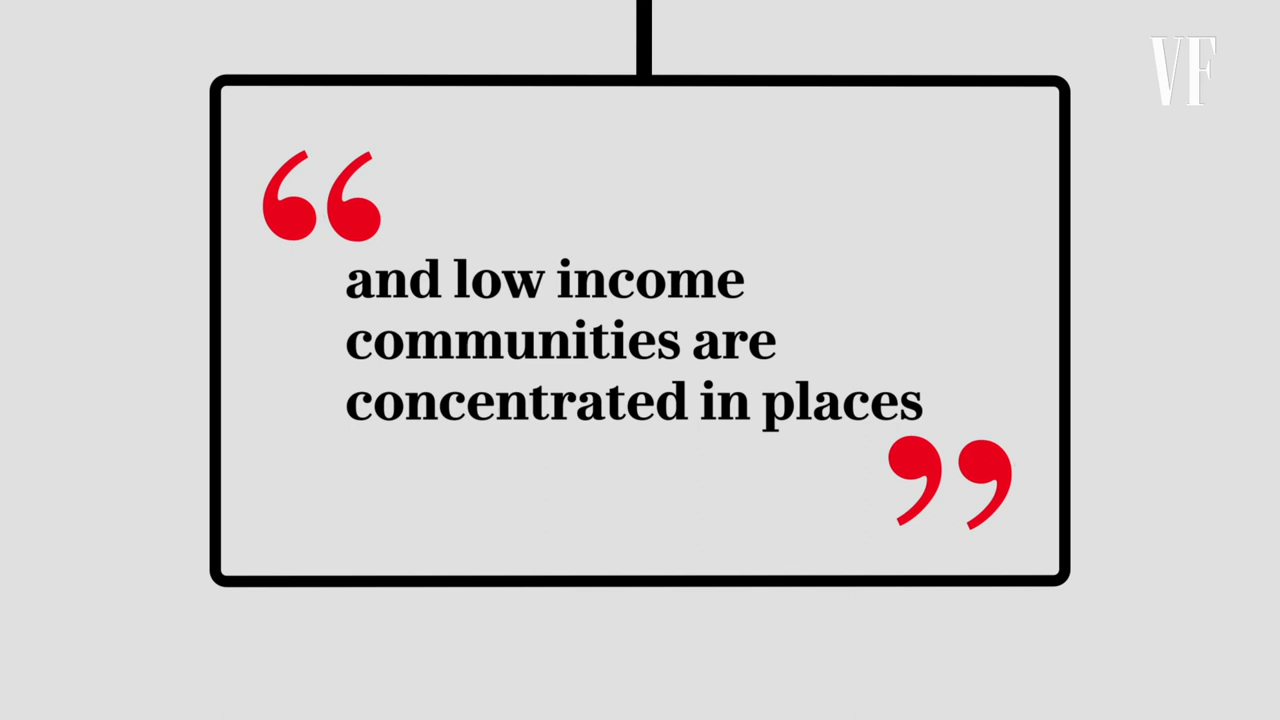 VF
“
and low income
communities are
concentrated in places
”